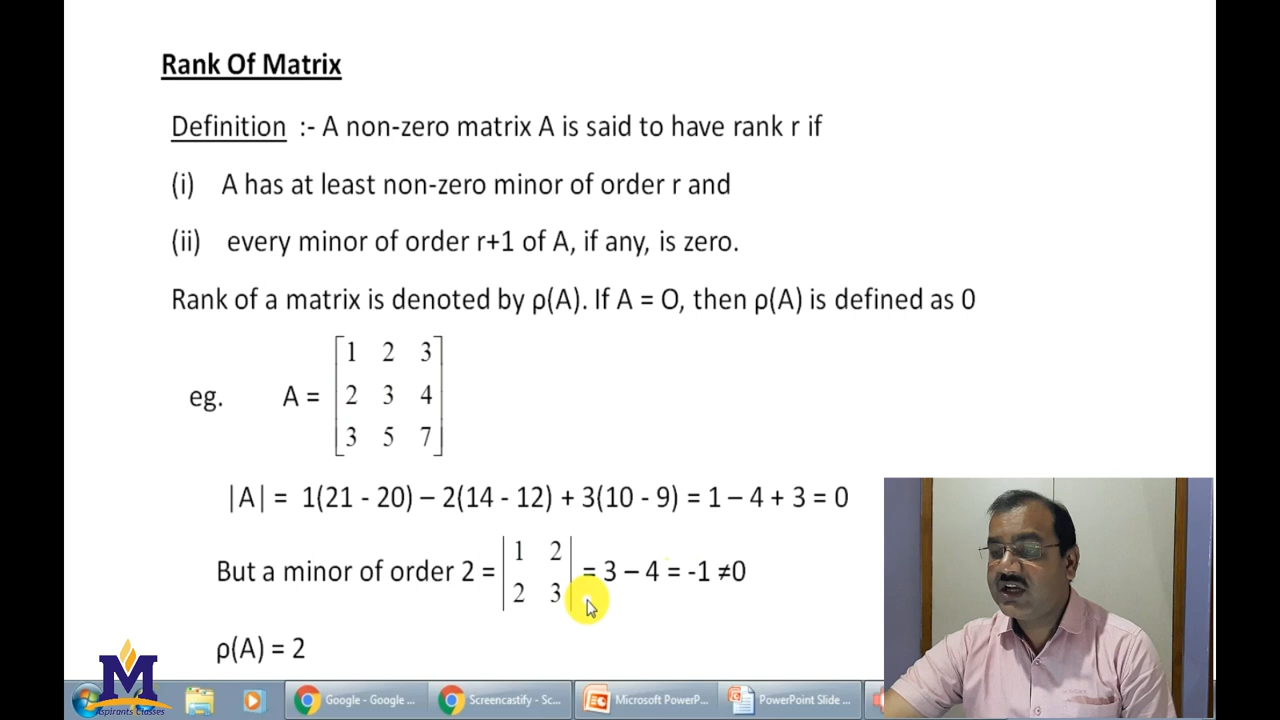 Rank Of Matrix
Definition :- A non-zero matrix A is said to have rank r if
(i) A has at least non-zero minor of order r and
(ii) every minor of order r+1 of A, if any, is zero.
Rank of a matrix is denoted by ρ(A). If A = O, then ρ(A) is defined as 0
1 2 3
eg. A = 2 3 4
3 5 7
|A| = 1(21 - 20) – 2(14 - 12) + 3(10 - 9) = 1 – 4 + 3 = 0
1 2
But a minor of order 2 = = 3 – 4 = -1 ≠0
2 3
ρ(A) = 2
M
Aspirants Classes
Google - Google ...
Screencastify - Sc...
Microsoft PowerP...
PowerPoint Slide ...